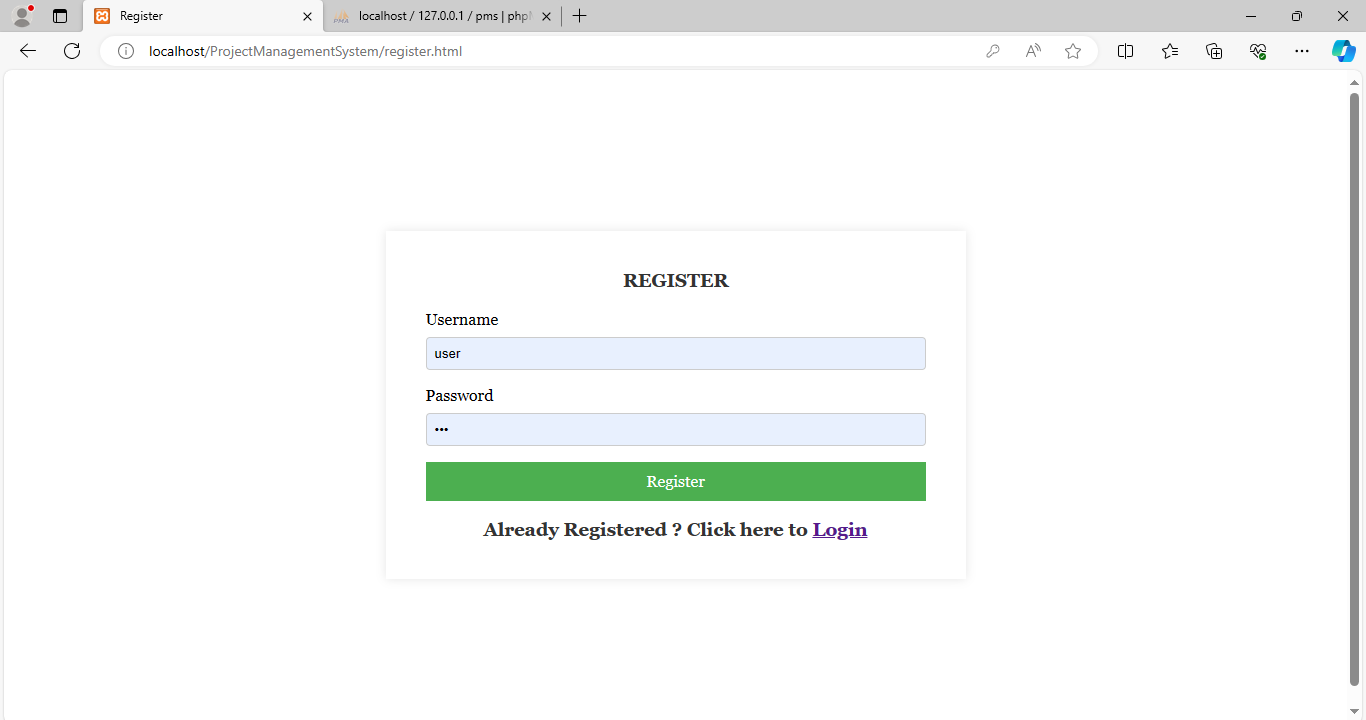 Register
localhost / 127.0.0.1 / pms | php
localhost/ProjectManagementSystem/register.html
REGISTER
Username
user
Password
•••
Register
Already Registered ? Click here to Login